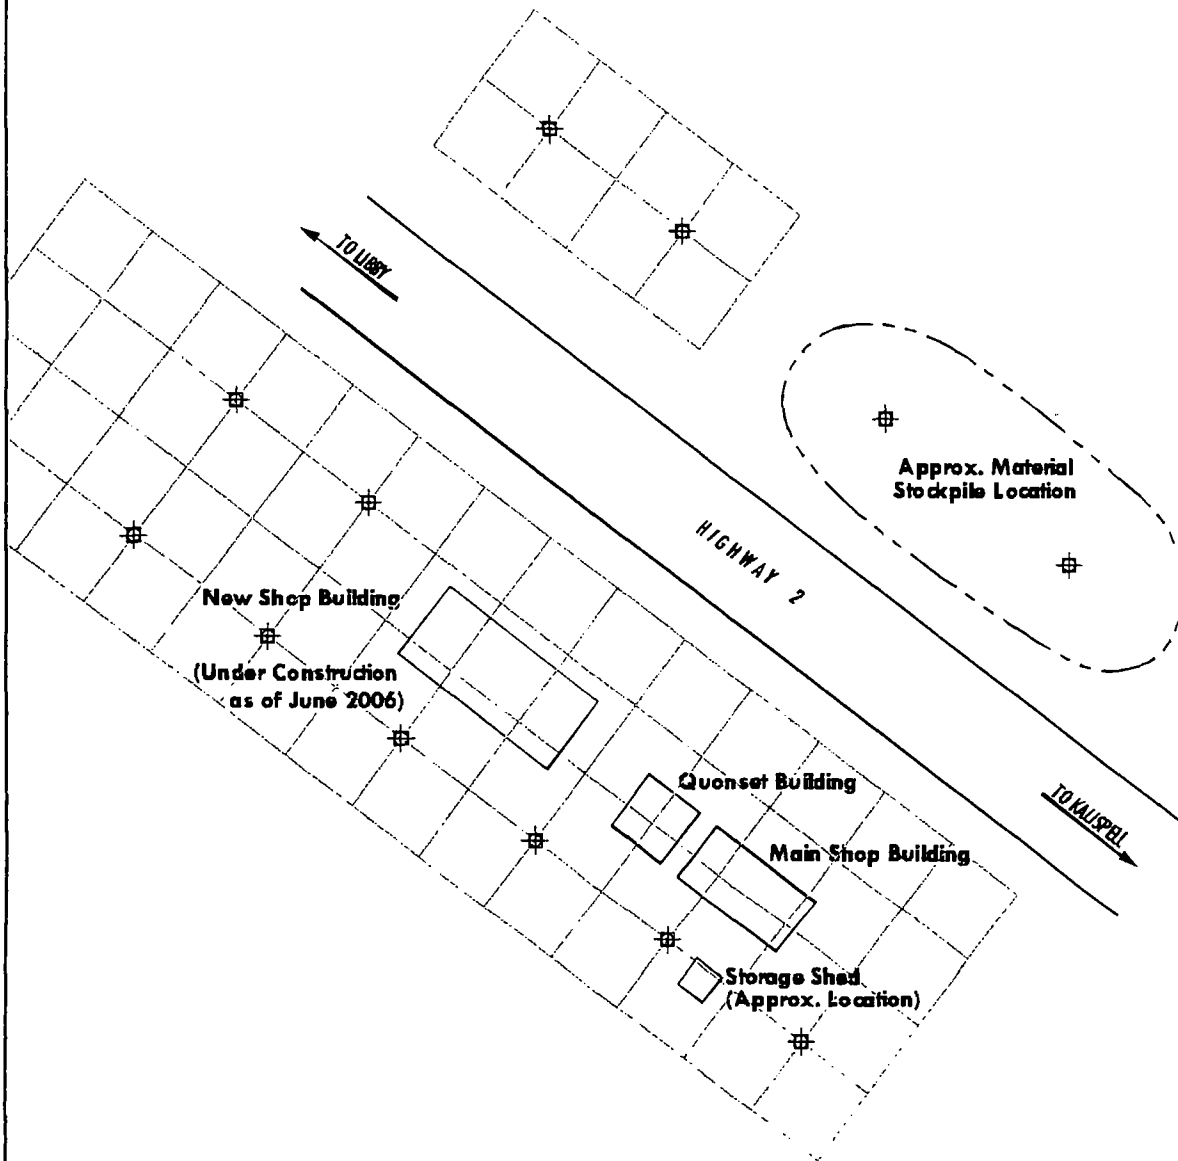 TO LIBBY
Approx. Material
Stockpile Location
HIGHWAY 2
New Shop Building
(Under Construction
as of June 2006)
Quonset Building
TO KALISPELL
Main Shop Building
Storage Shed
(Approx. Location)